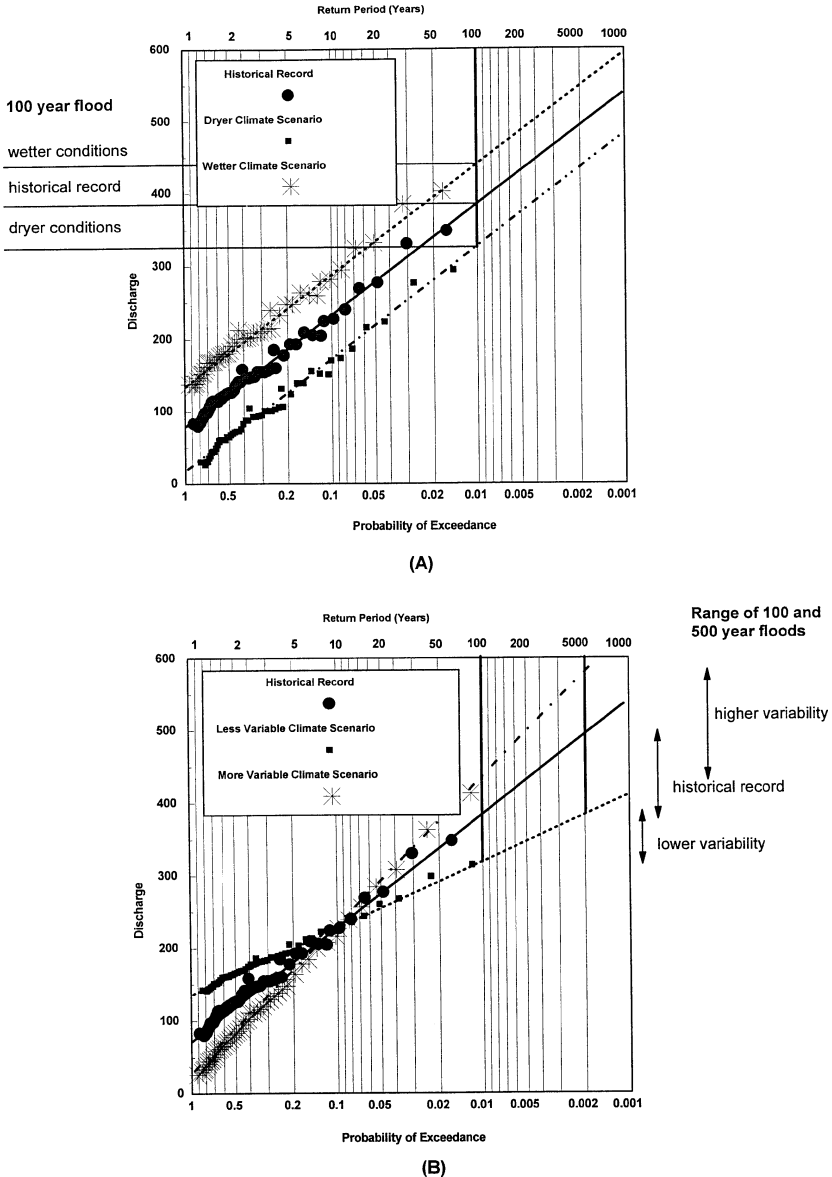 Return Period (Years)
1 2 5 10 20 50 100 200 500 1000
600
500
400
300
200
100
0
Discharge
Historical Record
Dryer Climate Scenario
Wetter Climate Scenario
100 year flood
wetter conditions
historical record
dryer conditions
1 0.5 0.2 0.1 0.05 0.02 0.01 0.005 0.002 0.001
Probability of Exceedance
(A)
Return Period (Years)
1 2 5 10 20 50 100 200 5000 1000
600
500
400
300
200
100
0
Discharge
Historical Record
Less Variable Climate Scenario
More Variable Climate Scenario
Range of 100 and
500 year floods
higher variability
historical record
lower variability
1 0.5 0.2 0.1 0.05 0.02 0.01 0.005 0.002 0.001
Probability of Exceedance
(B)